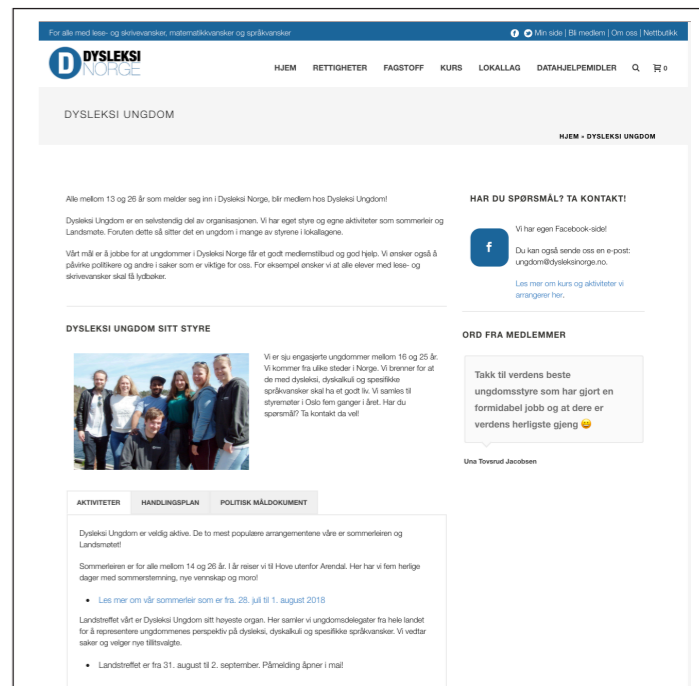 For alle med lese- og skrivevansker, matematikkvansker og språkvansker
Min side | Bli medlem | Om oss | Nettbutikk
D DYSLEKSI
NORGE
HJEM RETTIGHETER FAGSTOFF KURS LOKALLAG DATAHJELPEMIDLER 0
DYSLEKSI UNGDOM
HJEM » DYSLEKSI UNGDOM
Alle mellom 13 og 26 år som melder seg inn i Dysleksi Norge, blir medlem hos Dysleksi Ungdom!
Dysleksi Ungdom er en selvstendig del av organisasjonen. Vi har eget styre og egne aktiviteter som sommerleir og
Landsmøte. Foruten dette så sitter det en ungdom i mange av styrene i lokallagene.
Vårt mål er å jobbe for at ungdommer i Dysleksi Norge får et godt medlemstilbud og god hjelp. Vi ønsker også å
påvirke politikere og andre i saker som er viktige for oss. For eksempel ønsker vi at alle elever med lese- og
skrivevansker skal få lydbøker.
HAR DU SPØRSMÅL? TA KONTAKT!
Vi har egen Facebook-side!
Du kan også sende oss en e-post:
ungdom@dysleksinorge.no.
Les mer om kurs og aktiviteter vi
arrangerer her.
DYSLEKSI UNGDOM SITT STYRE
Vi er sju engasjerte ungdommer mellom 16 og 25 år.
Vi kommer fra ulike steder i Norge. Vi brenner for at
de med dysleksi, dyskalkuli og spesifikke
språkvansker skal ha et godt liv. Vi samles til
styremøter i Oslo fem ganger i året. Har du
spørsmål? Ta kontakt da vel!
ORD FRA MEDLEMMER
Takk til verdens beste
ungdomsstyre som har gjort en
formidabel jobb og at dere er
verdens herligste gjeng 😀
Una Tovsrud Jacobsen
AKTIVITETER HANDLINGSPLAN POLITISK MÅLDOKUMENT
Dysleksi Ungdom er veldig aktive. De to mest populære arrangementene våre er sommerleiren og
Landsmøtet!
Sommerleiren er for alle mellom 14 og 26 år. I år reiser vi til Hove utenfor Arendal. Her har vi fem herlige
dager med sommerstemning, nye vennskap og moro!
• Les mer om vår sommerleir som er fra. 28. juli til 1. august 2018
Landstreffet vårt er Dysleksi Ungdom sitt høyeste organ. Her samler vi ungdomsdelegater fra hele landet
for å representere ungdommenes perspektiv på dysleksi, dyskalkuli og spesifikke språkvansker. Vi vedtar
saker og velger nye tillitsvalgte.
• Landstreffet er fra 31. august til 2. september. Påmelding åpner i mai!